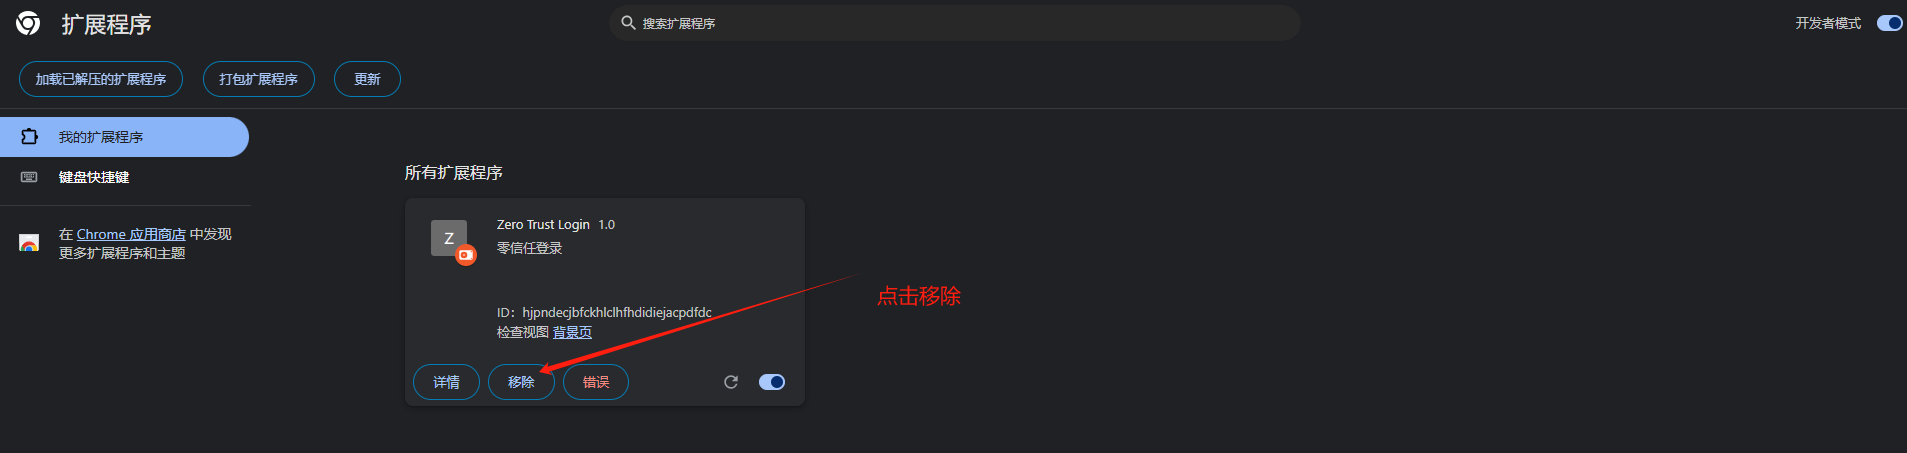 扩展程序
搜索扩展程序
开发者模式
加载已解压的扩展程序
打包扩展程序
更新
我的扩展程序
键盘快捷键
在 Chrome 应用商店 中发现
更多扩展程序和主题
所有扩展程序
Z
Zero Trust Login 1.0
零信任登录
ID：hjpndecjbfckhlclhfhdidiejacpdfdc
检查视图 背景页
点击移除
详情
移除
错误